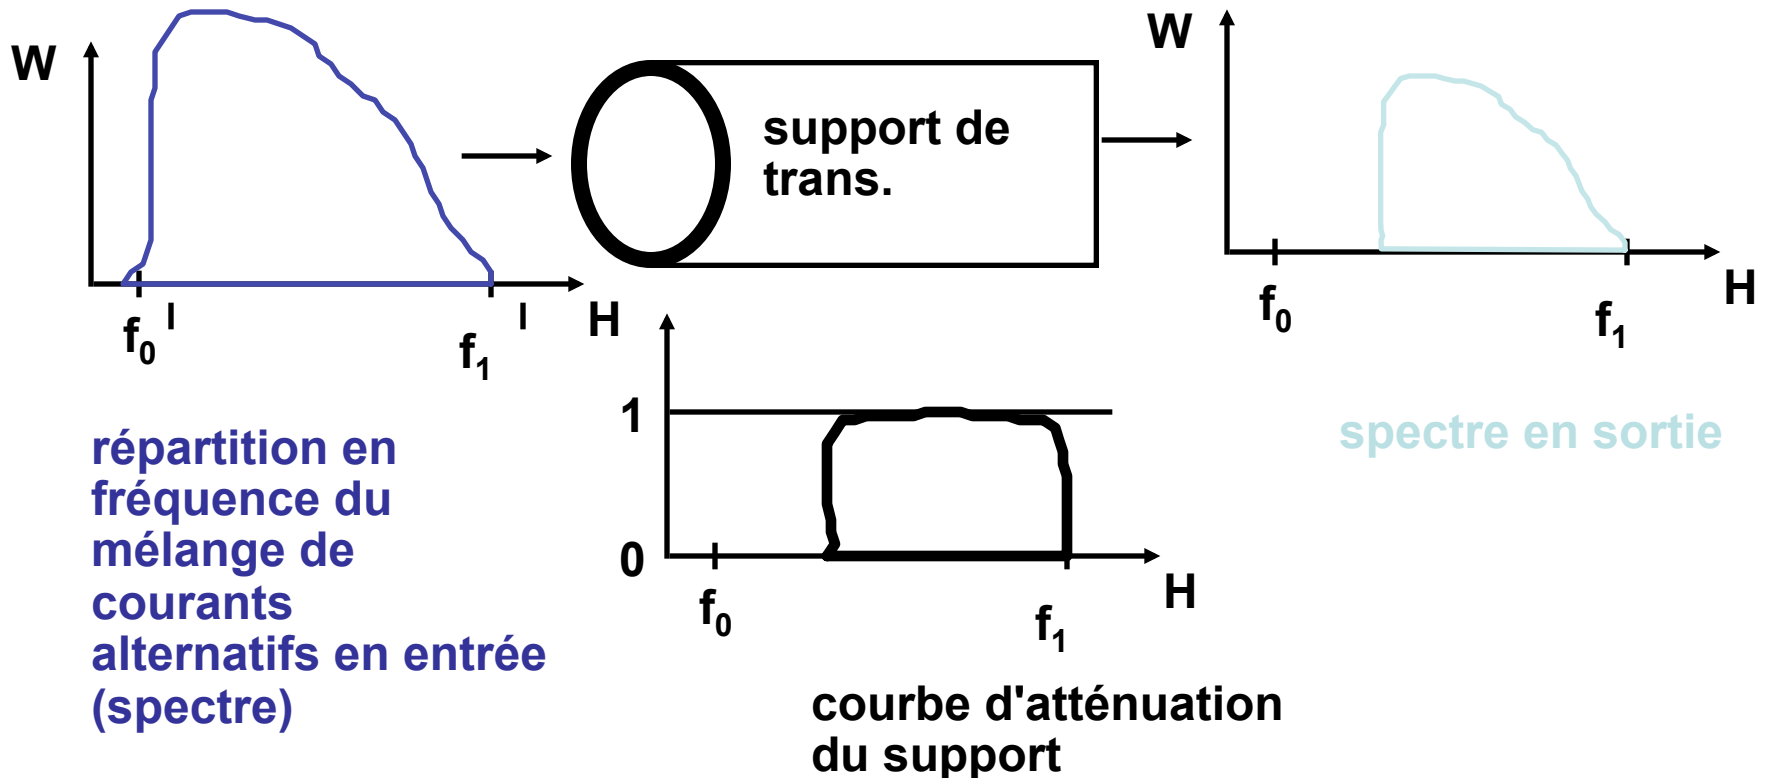 W
f0
f1
H
répartition en
fréquence du
mélange de
courants
alternatifs en entrée
(spectre)
support de
trans.
1
0
f0
f1
H
courbe d'atténuation
du support
W
f0
f1
H
spectre en sortie